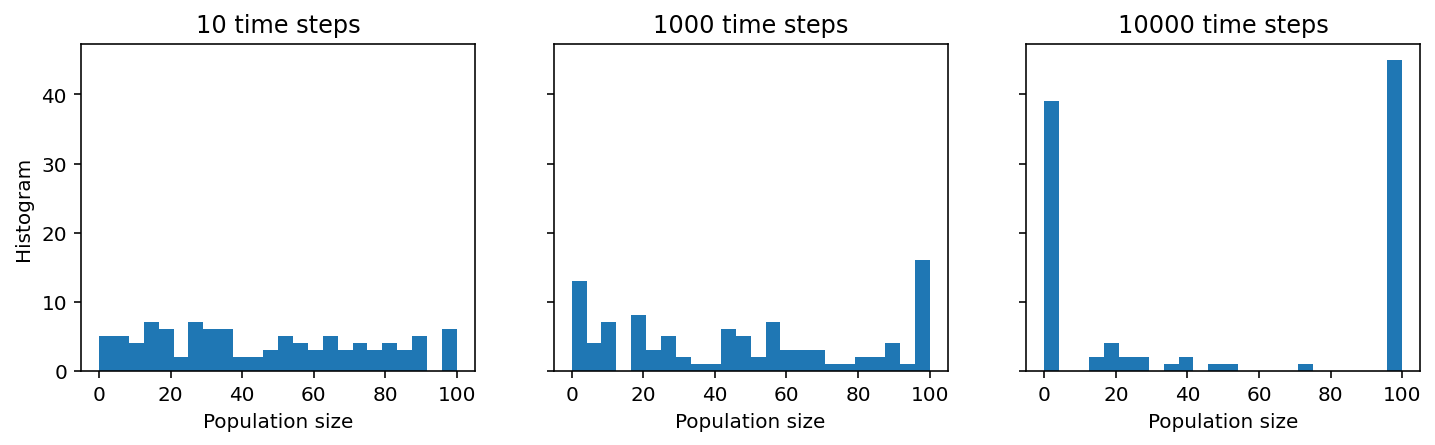 10 time steps
1000 time steps
10000 time steps
Histogram
40
30
20
10
0
0 20 40 60 80 100
0 20 40 60 80 100
0 20 40 60 80 100
Population size
Population size
Population size